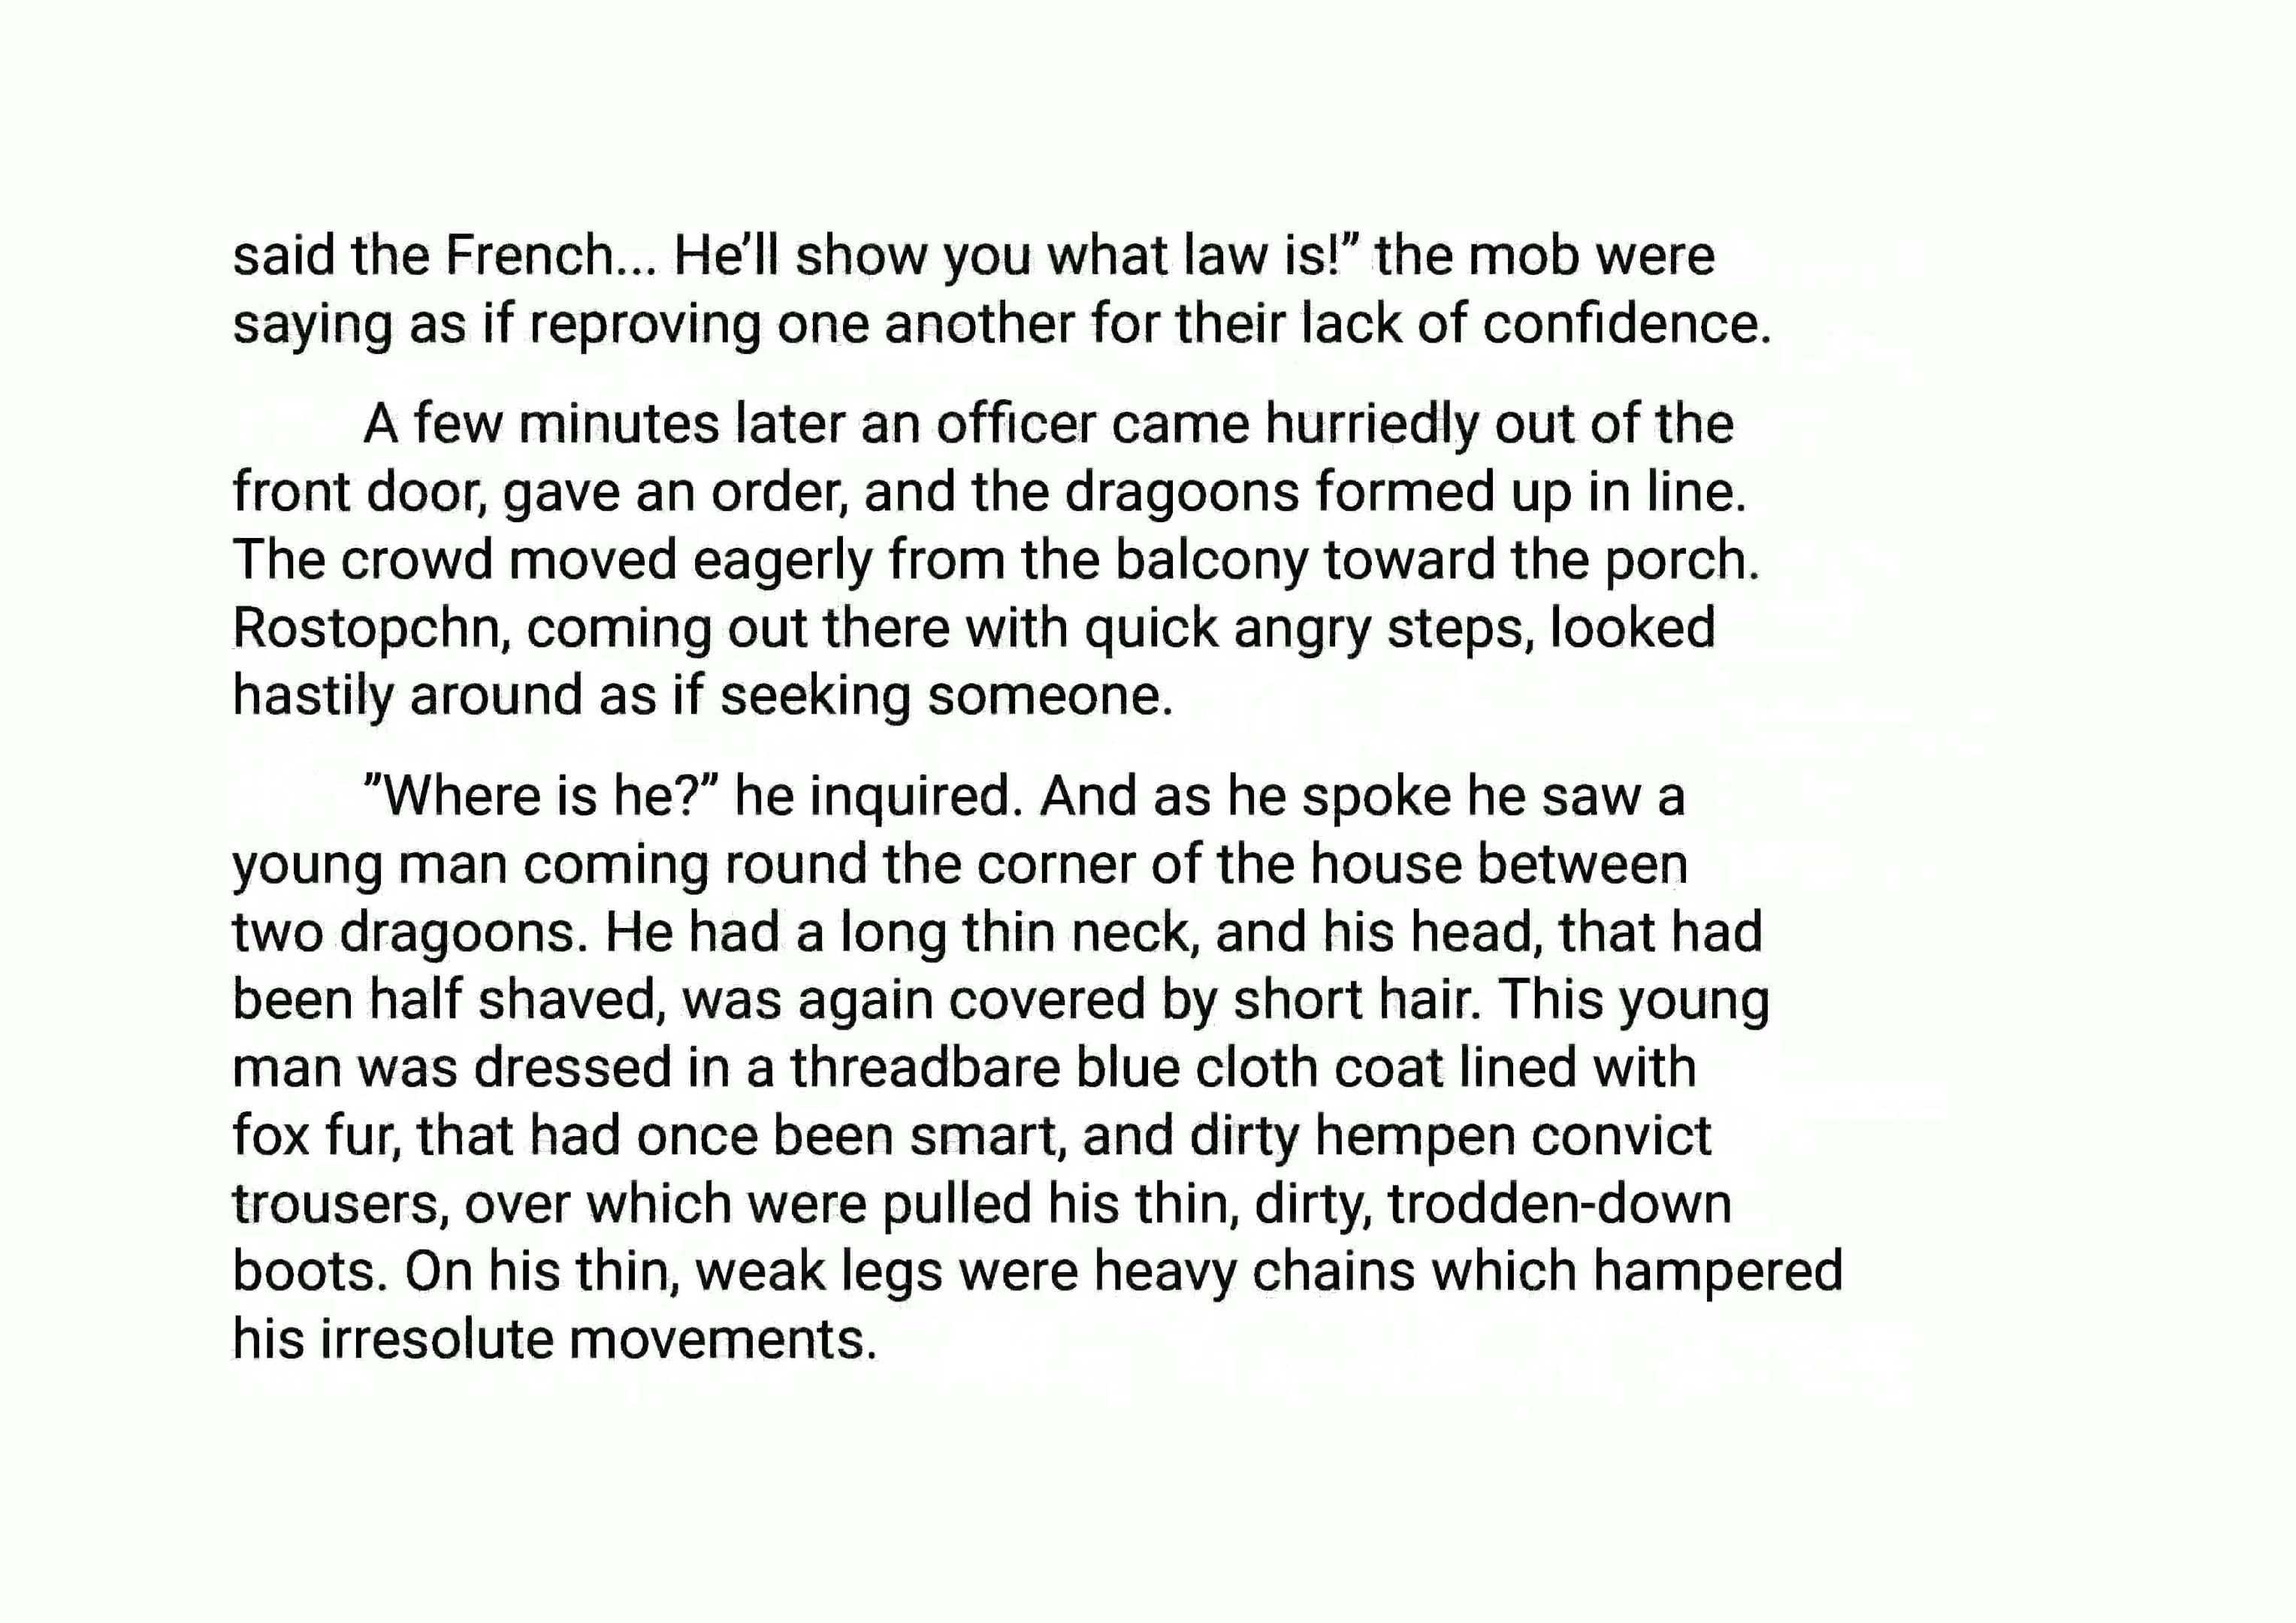 said the French... He'll show you what law is!” the mob were
saying as if reproving one another for their lack of confidence.
A few minutes later an officer came hurriedly out of the
front door, gave an order, and the dragoons formed up in line.
The crowd moved eagerly from the balcony toward the porch.
Rostopchn, coming out there with quick angry steps, looked
hastily around as if seeking someone.
”Where is he?” he inquired. And as he spoke he saw a
young man coming round the corner of the house between
two dragoons. He had a long thin neck, and his head, that had
been half shaved, was again covered by short hair. This young
man was dressed in a threadbare blue cloth coat lined with
fox fur, that had once been smart, and dirty hempen convict
trousers, over which were pulled his thin, dirty, trodden-down
boots. On his thin, weak legs were heavy chains which hampered
his irresolute movements.